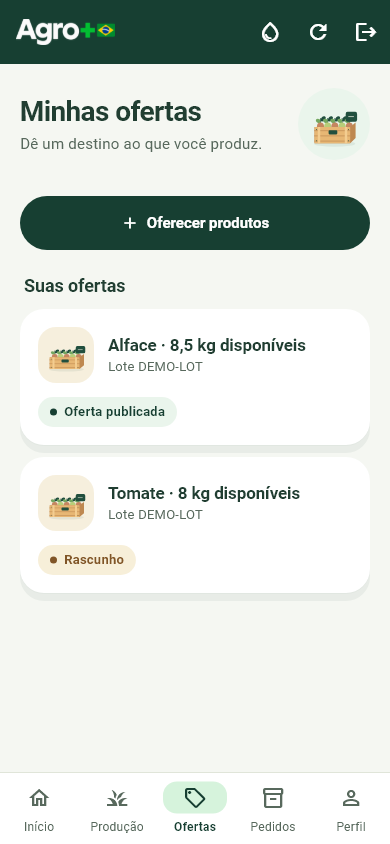 Agro+
Minhas ofertas
Dê um destino ao que você produz.
+ Oferecer produtos
Suas ofertas
Alface · 8,5 kg disponíveis
Lote DEMO-LOT
Oferta publicada
Tomate · 8 kg disponíveis
Lote DEMO-LOT
Rascunho
Início Produção Ofertas Pedidos Perfil